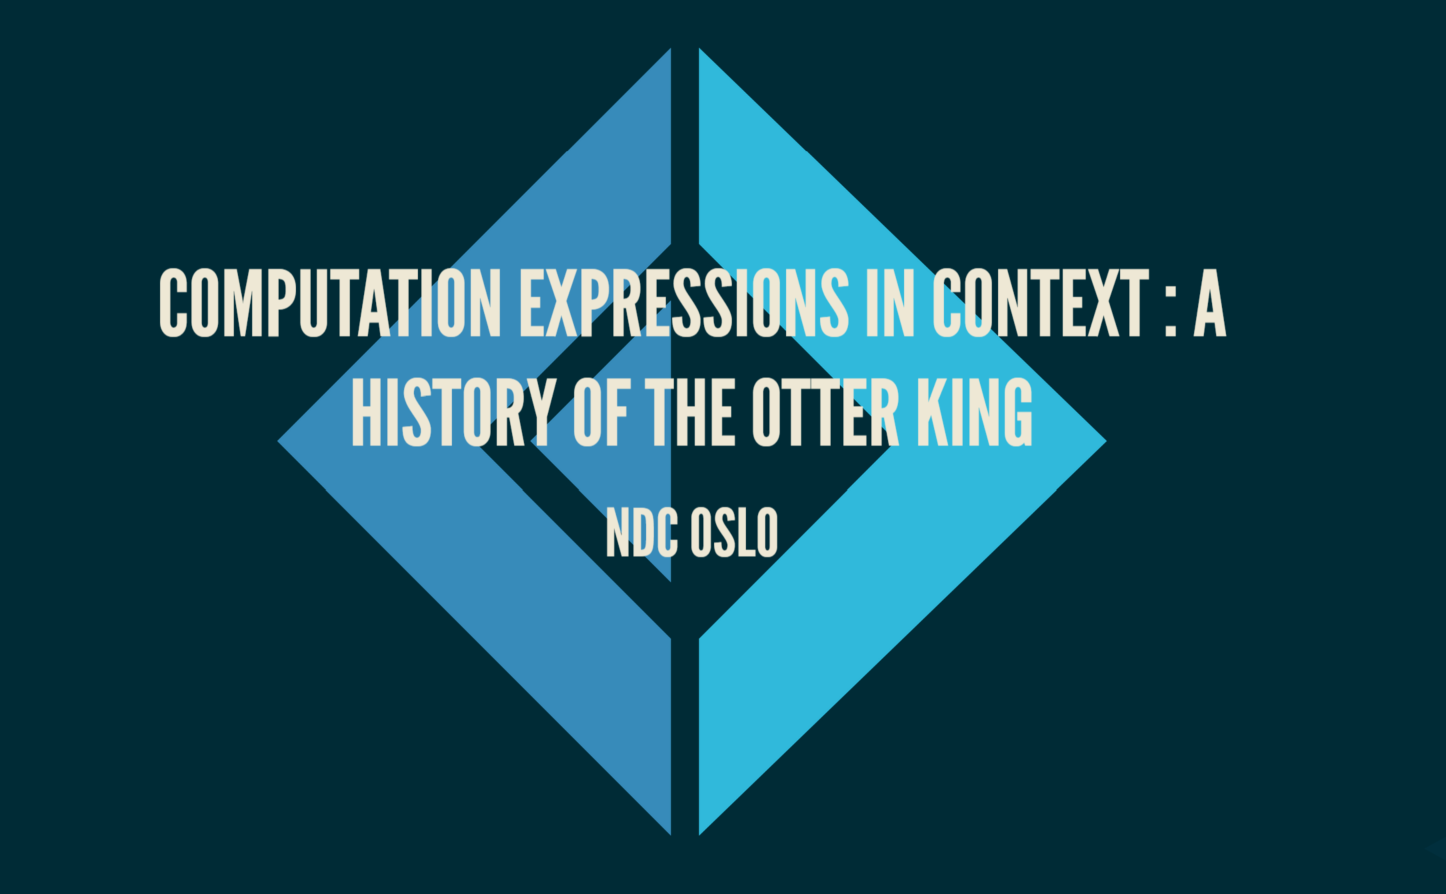 COMPUTATION EXPRESSIONS IN CONTEXT : A
HISTORY OF THE OTTER KING
NDC OSLO